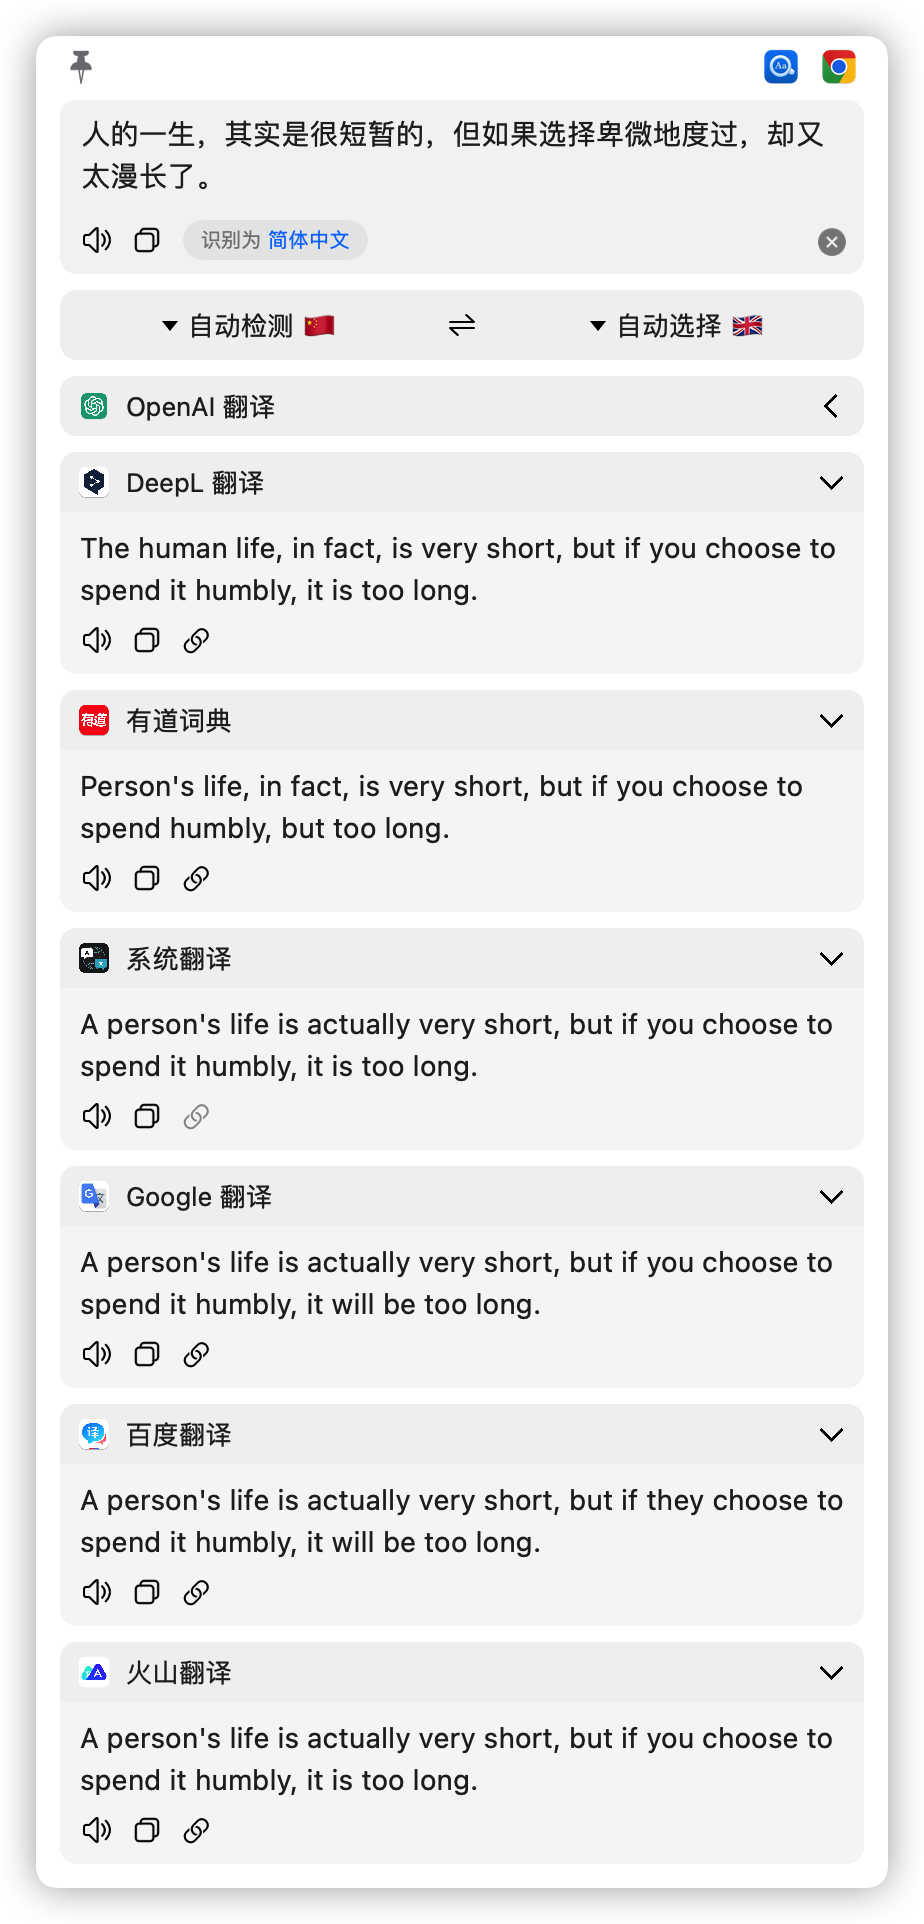 人的一生，其实是很短暂的，但如果选择卑微地度过，却又
太漫长了。
识别为 简体中文
自动检测
自动选择
OpenAI 翻译
DeepL 翻译
The human life, in fact, is very short, but if you choose to
spend it humbly, it is too long.
有道
有道词典
Person's life, in fact, is very short, but if you choose to
spend humbly, but too long.
系统翻译
A person's life is actually very short, but if you choose to
spend it humbly, it is too long.
Google 翻译
A person's life is actually very short, but if you choose to
spend it humbly, it will be too long.
译
百度翻译
A person's life is actually very short, but if they choose to
spend it humbly, it will be too long.
火山翻译
A person's life is actually very short, but if you choose to
spend it humbly, it is too long.